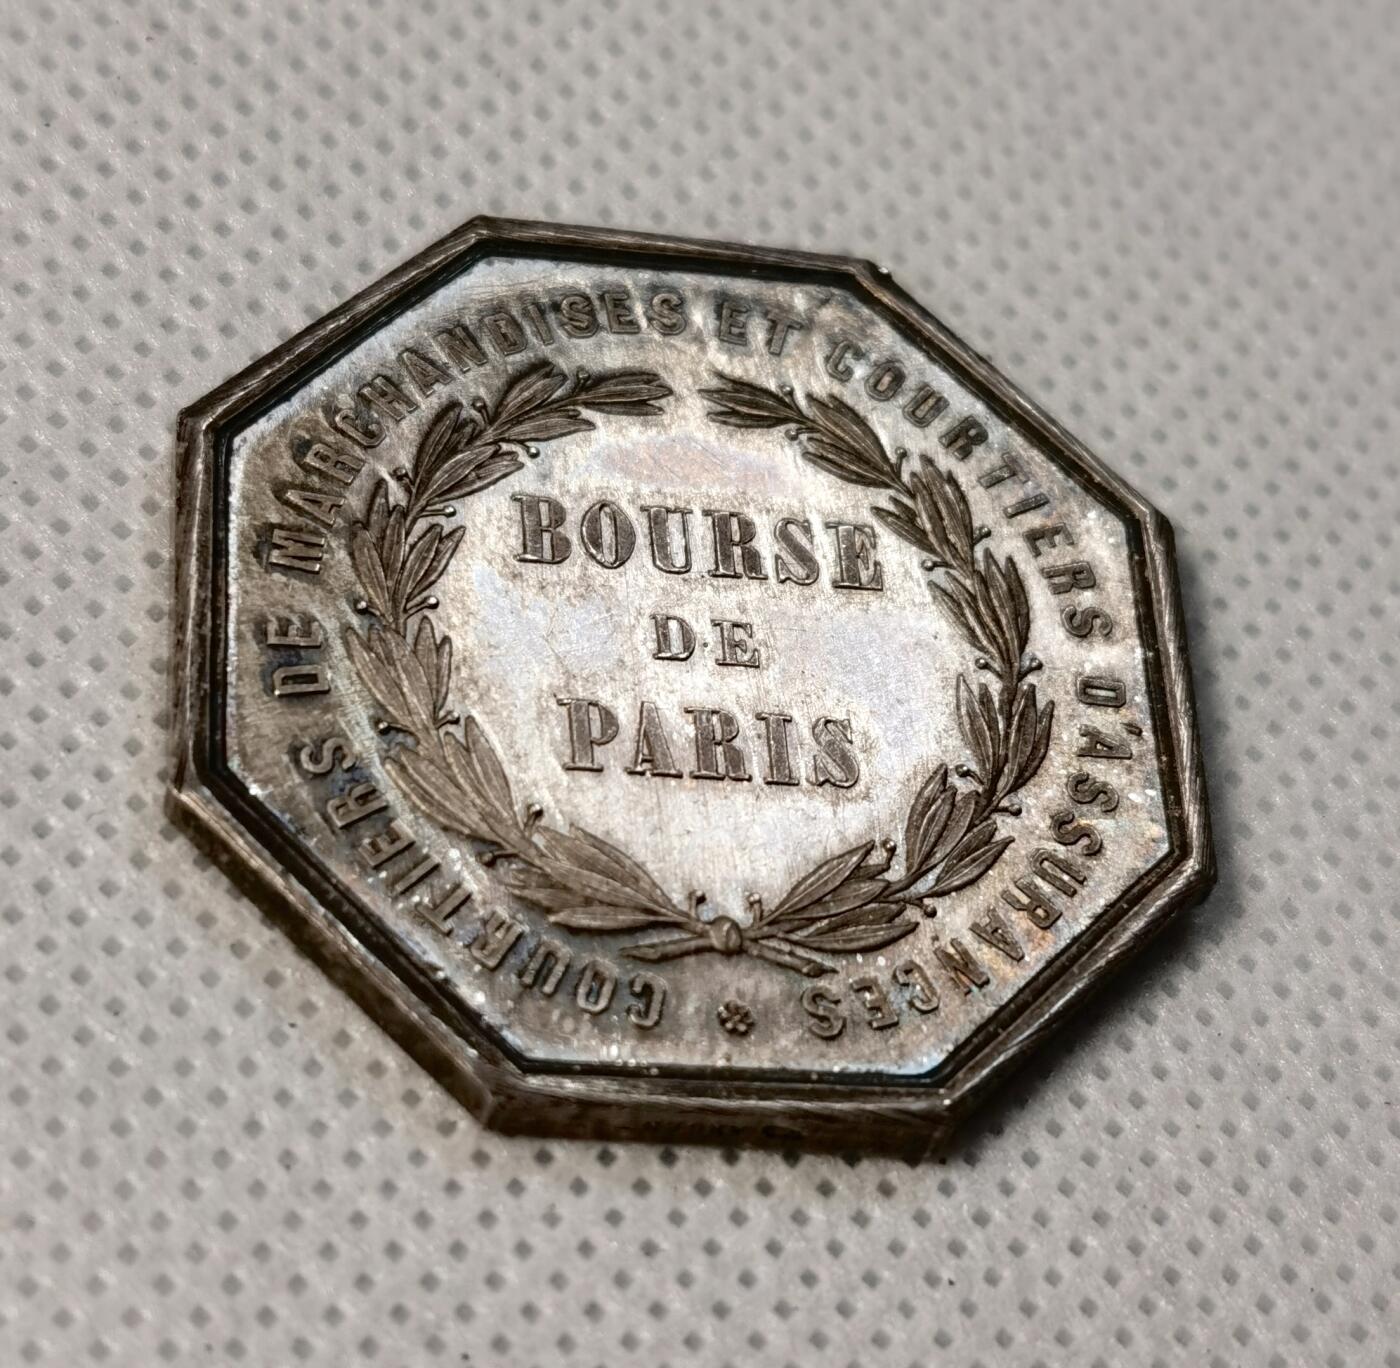 COURTIERS DE MARCHANDISES ET COURTIERS D'ASSURANCES
BOURSE
DE
PARIS